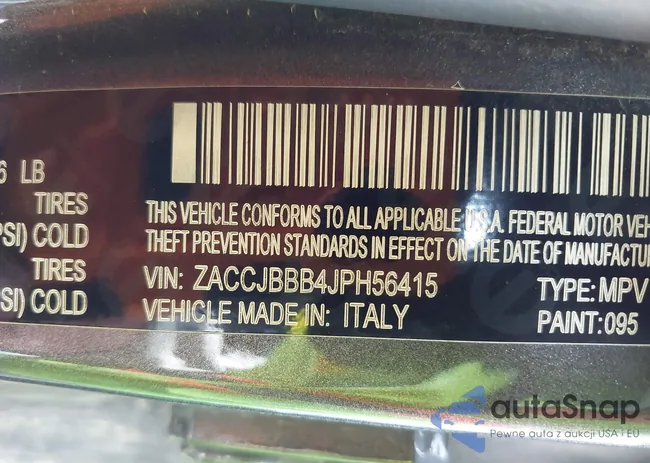 6 LB
TIRES
PSI) COLD
TIRES
SI) COLD
THIS VEHICLE CONFORMS TO ALL APPLICABLE U.S.A. FEDERAL MOTOR VEH
THEFT PREVENTION STANDARDS IN EFFECT ON THE DATE OF MANUFACTUR
VIN: ZACCJBBB4JPH56415 TYPE: MPV
VEHICLE MADE IN: ITALY PAINT: 095
autaSnap
Pewne auta z aukcji USA i EU